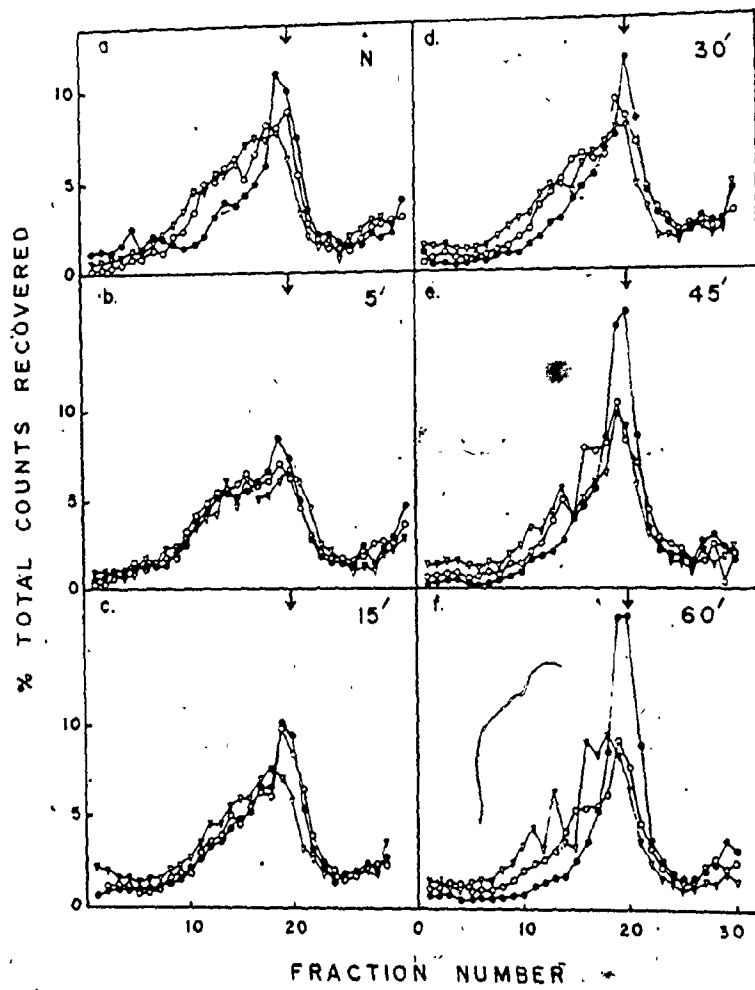 a.
N
d.
30′
10
5
0
b.
5′
e.
45′
10
5
0
c.
15′
f.
60′
10
5
0
10
20
0
10
20
30
% TOTAL COUNTS RECOVERED
FRACTION NUMBER